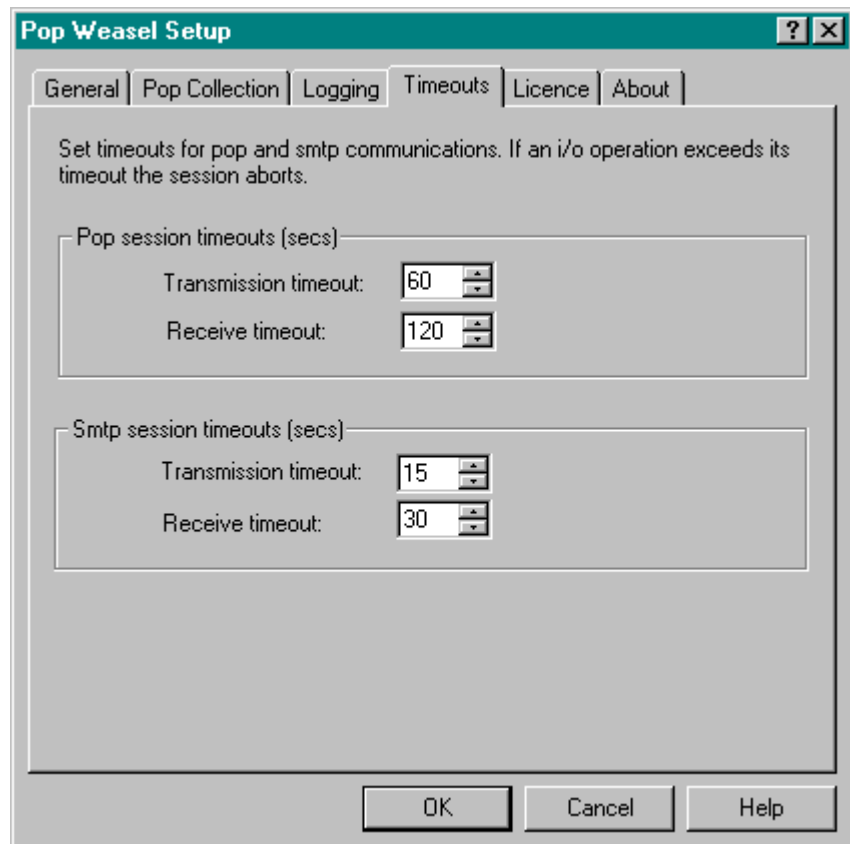 Pop Weasel Setup
General Pop Collection Logging Timeouts Licence About
Set timeouts for pop and smtp communications. If an i/o operation exceeds its
timeout the session aborts.
Pop session timeouts (secs)
Transmission timeout: 60
Receive timeout: 120
Smtp session timeouts (secs)
Transmission timeout: 15
Receive timeout: 30
OK Cancel Help